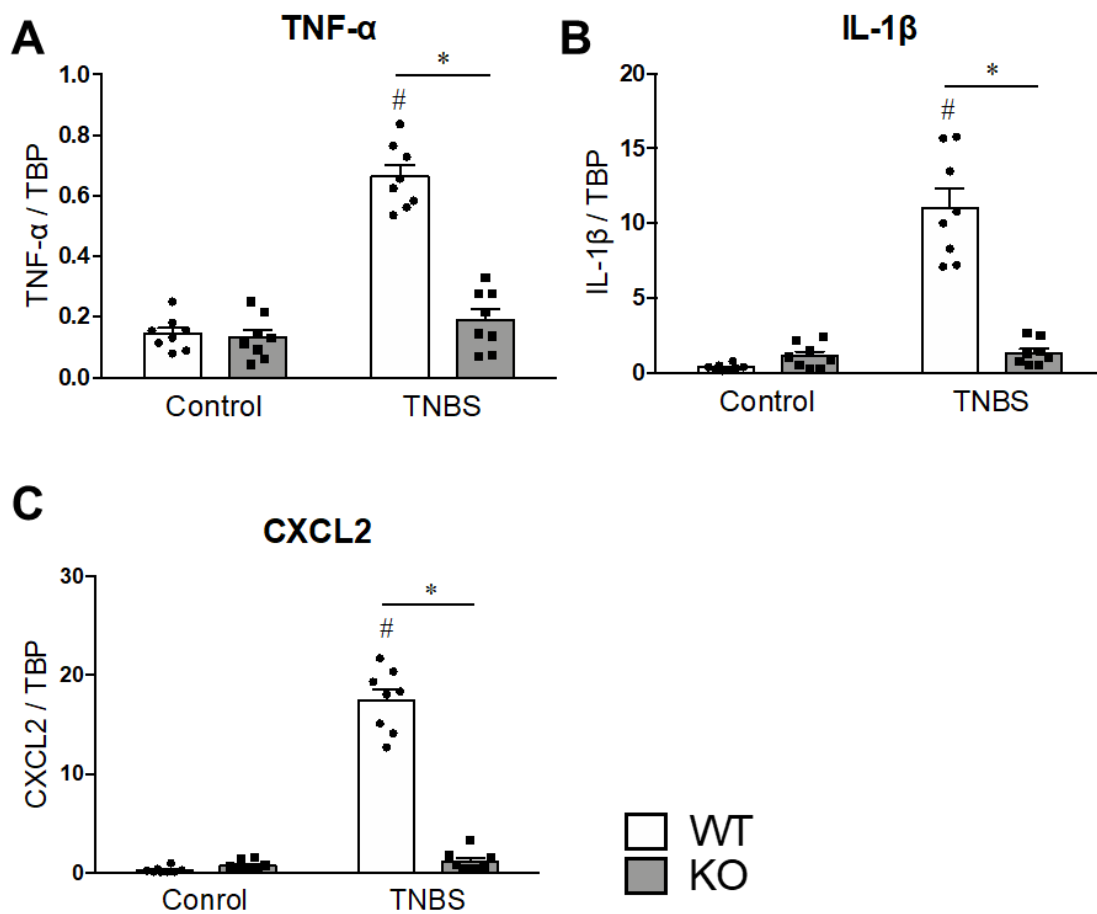 A
TNF-α
TNF-α / TBP
1.0
0.8
0.6
0.4
0.2
0.0
*
#
Control
TNBS
B
IL-1β
IL-1β / TBP
20
15
10
5
0
*
#
Control
TNBS
C
CXCL2
CXCL2 / TBP
30
20
10
0
*
#
Conrol
TNBS
WT
KO